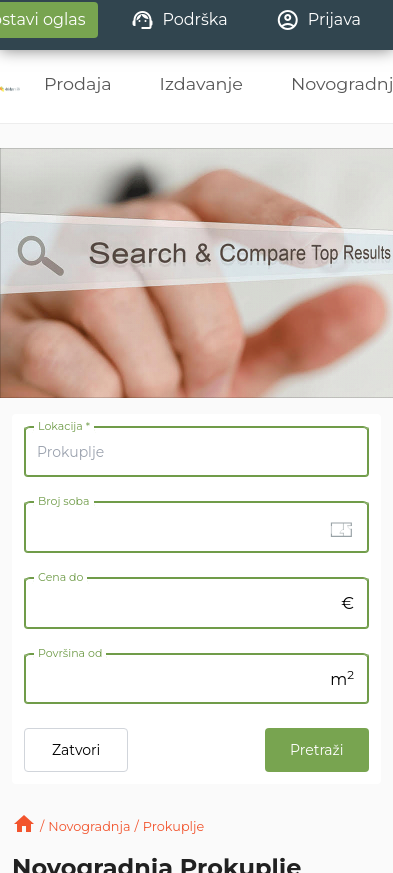 ostavi oglas
Podrška
Prijava
Prodaja
Izdavanje
Novogradnj
Search & Compare Top Results
Lokacija *
Prokuplje
Broj soba
Cena do
€
Površina od
m²
Zatvori
Pretraži
/ Novogradnja / Prokuplje
Novogradnja Prokuplje